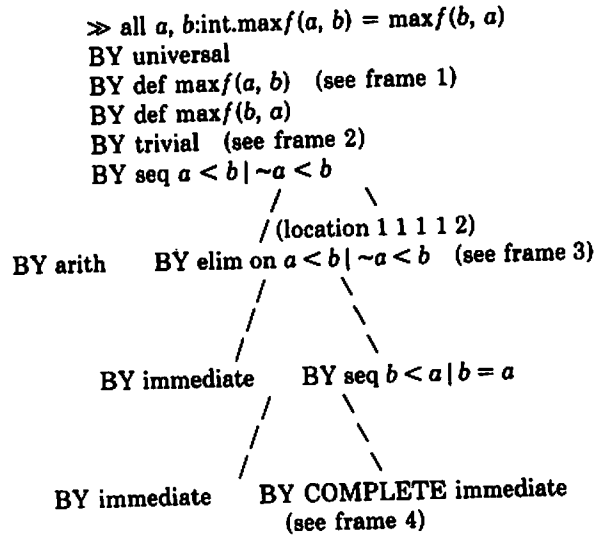 ≫ all a, b:int.maxf(a, b) = maxf(b, a)
BY universal
BY def maxf(a, b) (see frame 1)
BY def maxf(b, a)
BY trivial (see frame 2)
BY seq a < b | ~a < b
(location 1 1 1 1 2)
BY arith BY elim on a < b | ~a < b (see frame 3)
BY immediate BY seq b < a | b = a
BY immediate BY COMPLETE immediate
(see frame 4)